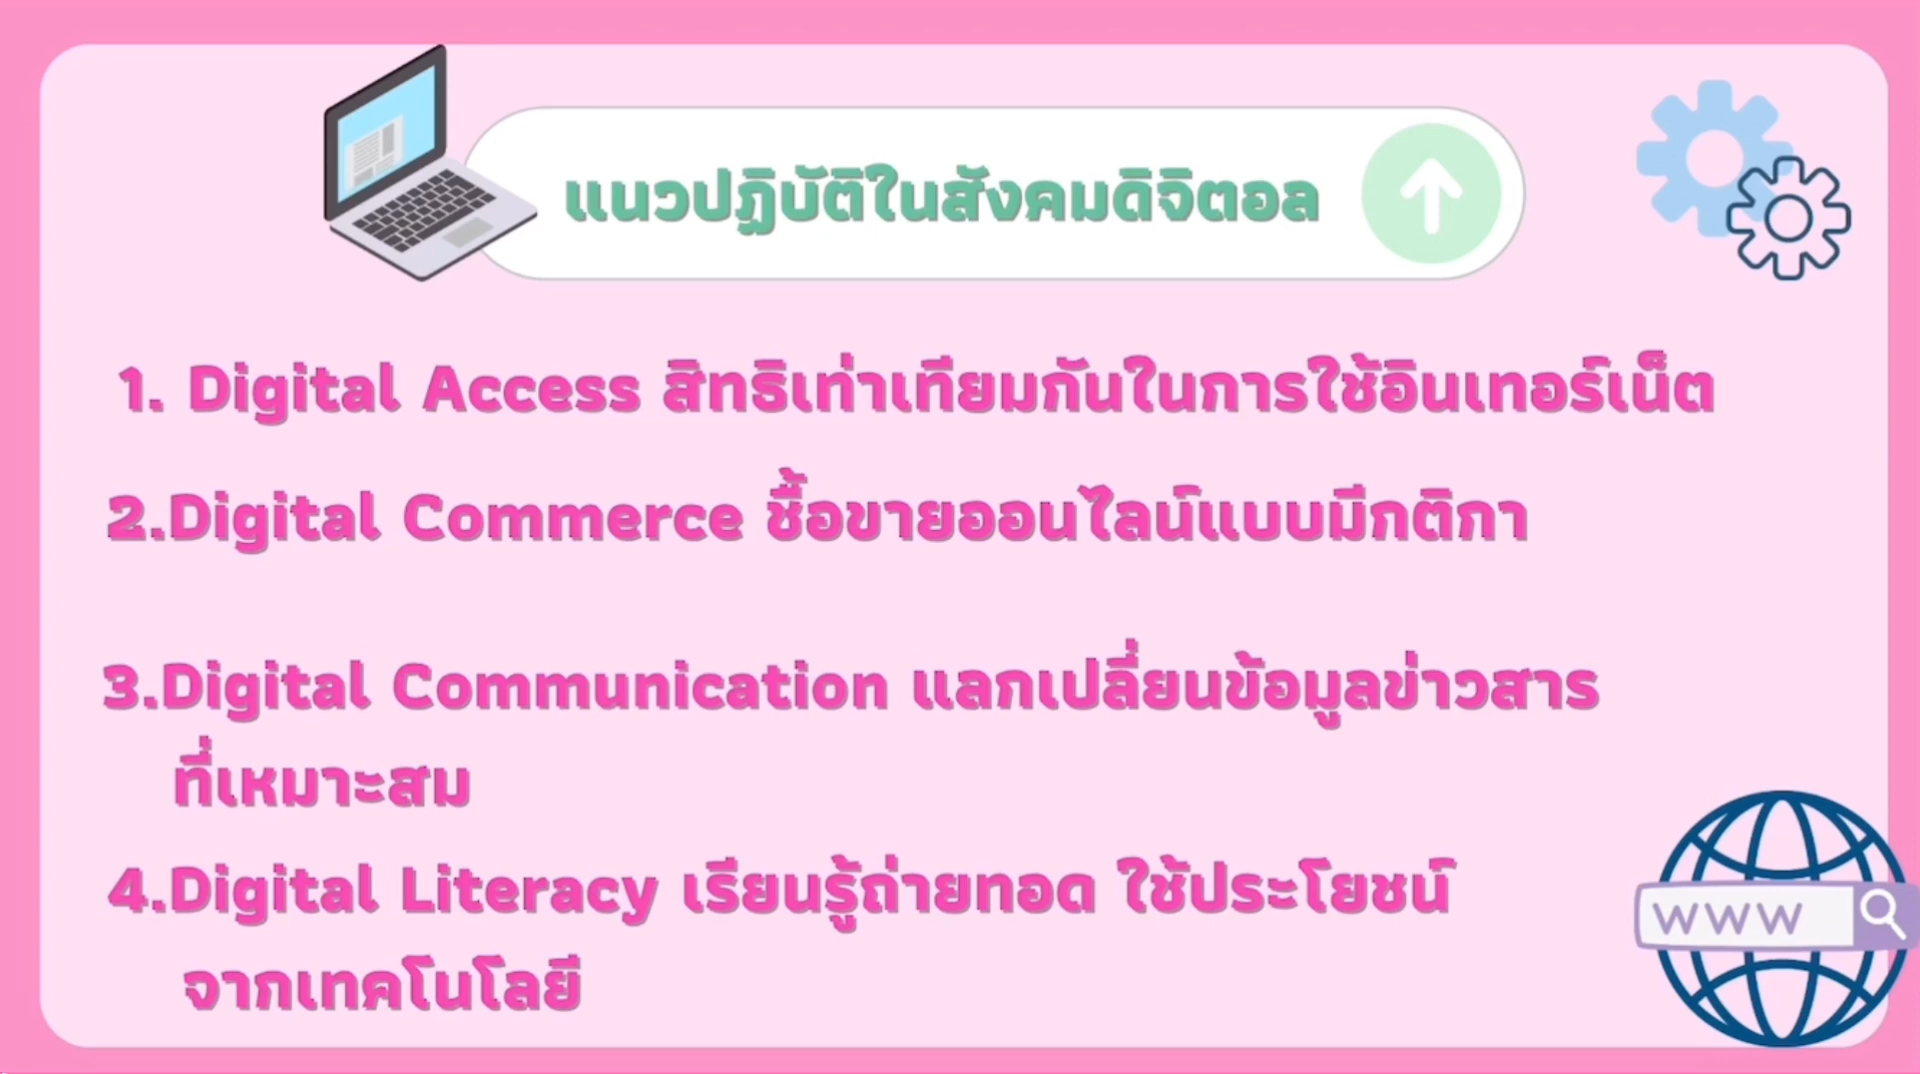 แนวปฏิบัติในสังคมดิจิตอล
1. Digital Access สิทธิเท่าเทียมกันในการใช้อินเทอร์เน็ต
2.Digital Commerce ซื้อขายออนไลน์แบบมีกติกา
3.Digital Communication แลกเปลี่ยนข้อมูลข่าวสาร
ที่เหมาะสม
4.Digital Literacy เรียนรู้ถ่ายทอด ใช้ประโยชน์
จากเทคโนโลยี
WWW